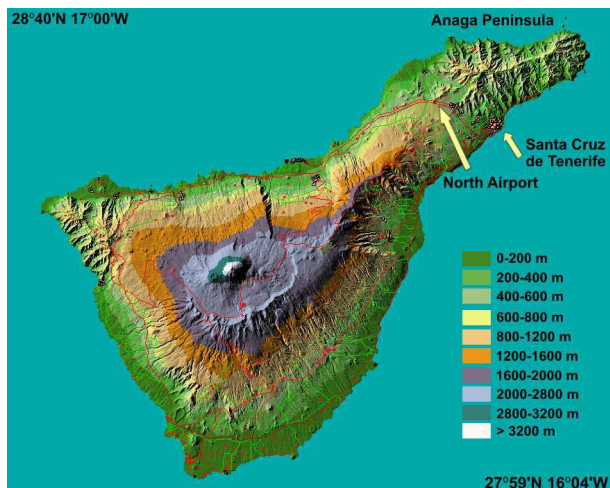 28°40'N 17°00'W
Anaga Peninsula
Santa Cruz
de Tenerife
North Airport
0-200 m
200-400 m
400-600 m
600-800 m
800-1200 m
1200-1600 m
1600-2000 m
2000-2800 m
2800-3200 m
> 3200 m
27°59'N 16°04'W